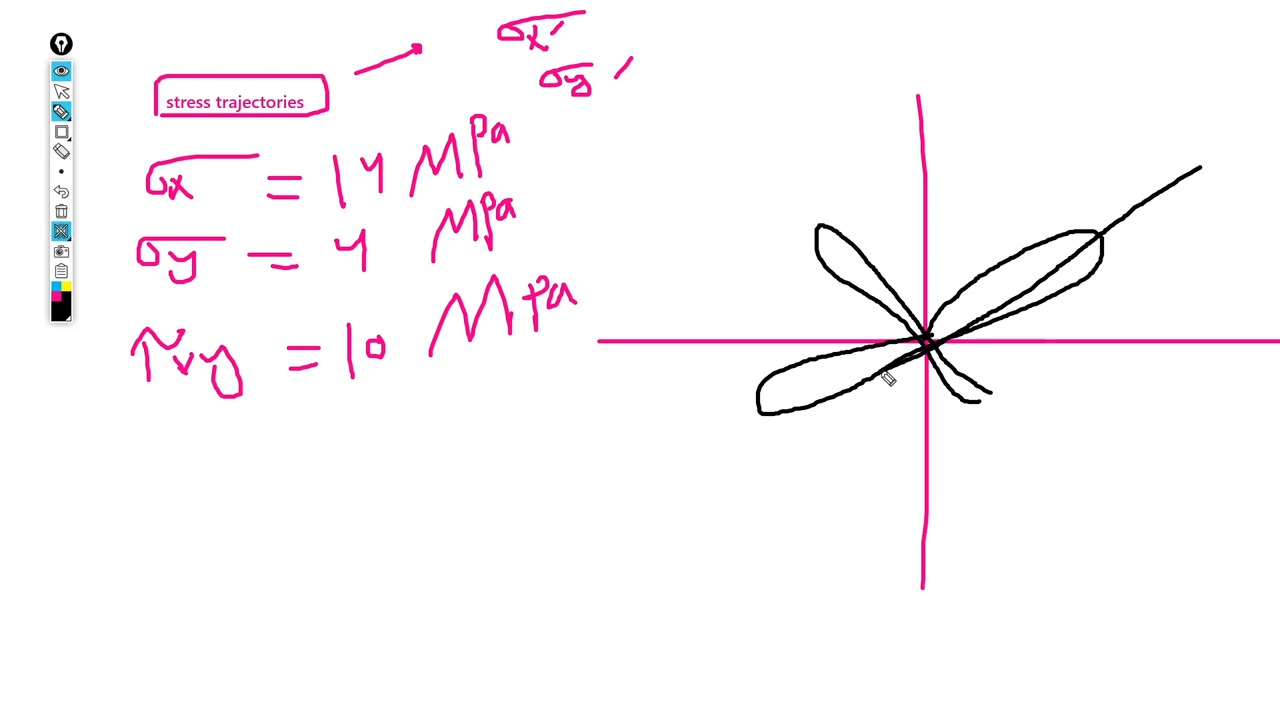 σx′
σy′
stress trajectories
σx = 14 MPa
σy = 4 MPa
τxy = 10 MPa